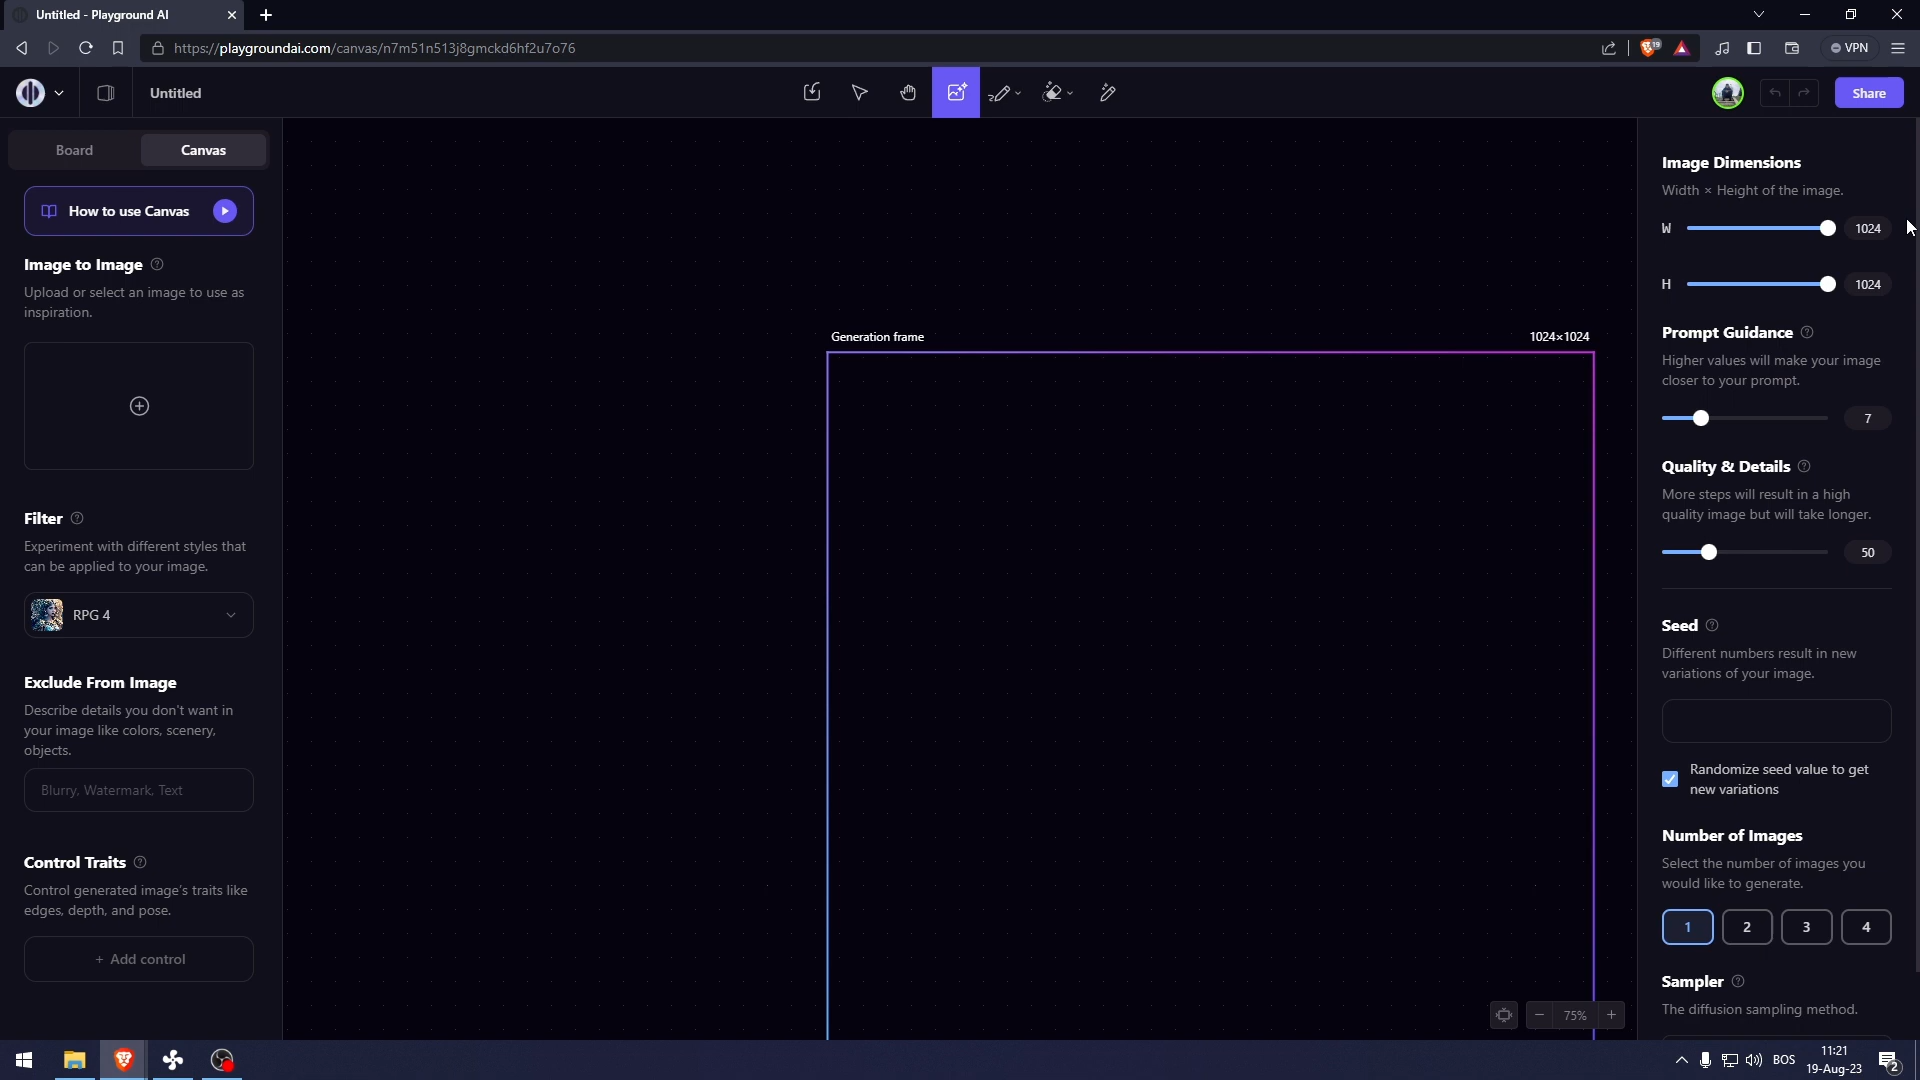 Untitled - Playground AI
https://playgroundai.com/canvas/n7m51n513j8gmckd6hf2u7o76
19
VPN
Untitled
Share
Board
Canvas
How to use Canvas
Image to Image
Upload or select an image to use as
inspiration.
Filter
Experiment with different styles that
can be applied to your image.
RPG 4
Exclude From Image
Describe details you don't want in
your image like colors, scenery,
objects.
Blurry, Watermark, Text
Control Traits
Control generated image's traits like
edges, depth, and pose.
+ Add control
Generation frame
1024×1024
75%
Image Dimensions
Width × Height of the image.
W
1024
H
1024
Prompt Guidance
Higher values will make your image
closer to your prompt.
7
Quality & Details
More steps will result in a high
quality image but will take longer.
50
Seed
Different numbers result in new
variations of your image.
Randomize seed value to get
new variations
Number of Images
Select the number of images you
would like to generate.
1
2
3
4
Sampler
The diffusion sampling method.
BOS
11:21
19-Aug-23
2